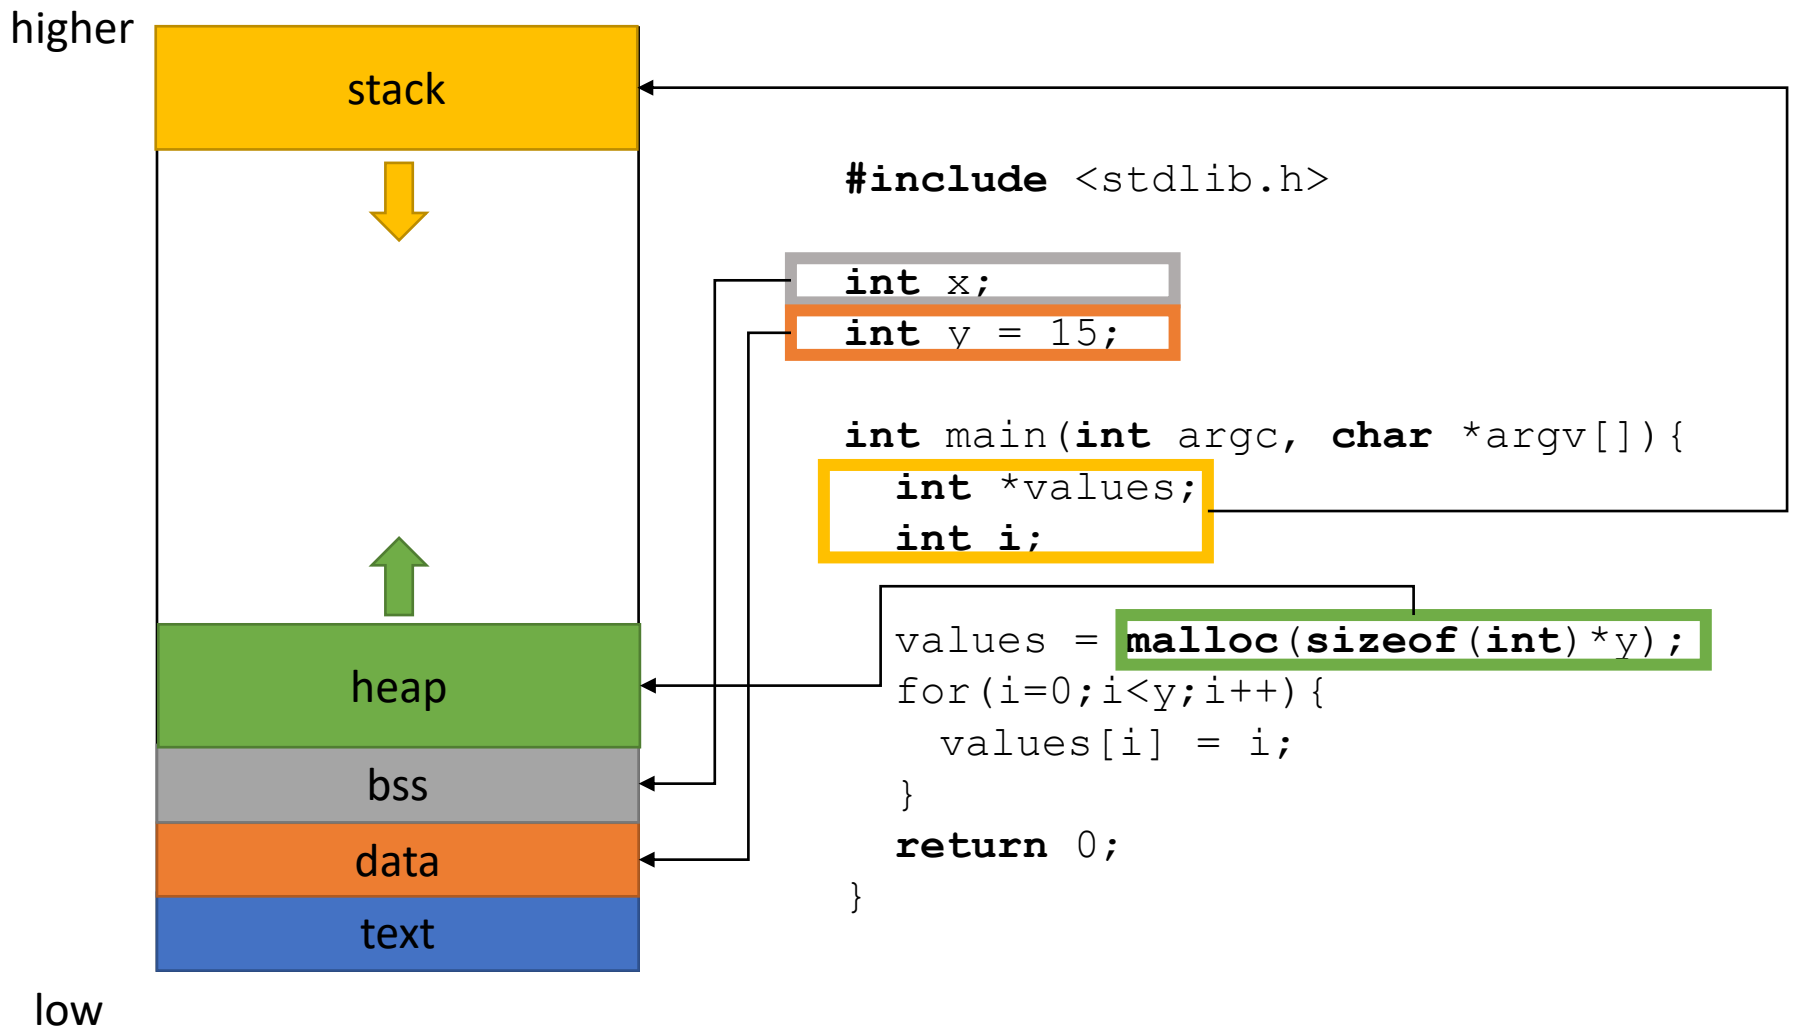 higher
stack
heap
bss
data
text
low
#include <stdlib.h>
int x;
int y = 15;
int main(int argc, char *argv[]){
int *values;
int i;
values = malloc(sizeof(int)*y);
for(i=0;i<y;i++){
values[i] = i;
}
return 0;
}